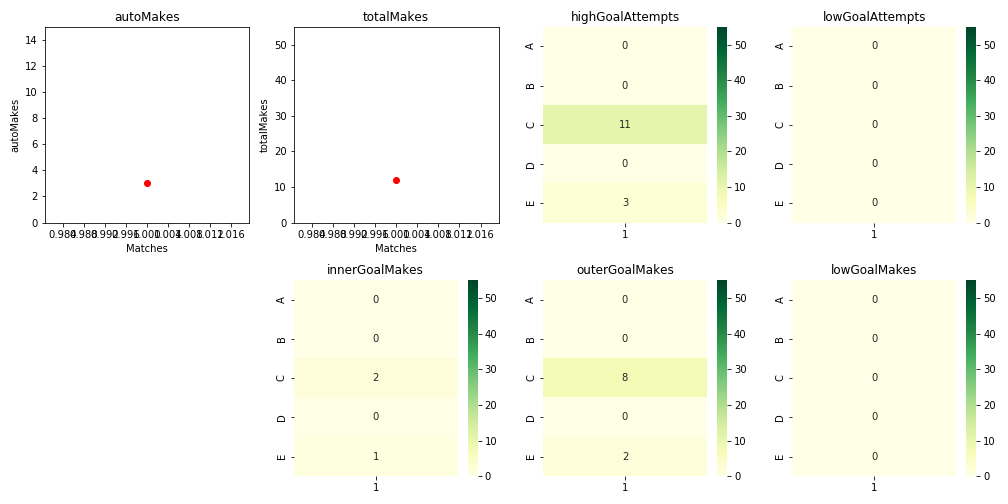 autoMakes
14
12
10
8
6
4
2
0
autoMakes
0.984 0.988 0.992 0.996 1.000 1.004 1.008 1.012 1.016
Matches
totalMakes
50
40
30
20
10
0
totalMakes
0.984 0.988 0.992 0.996 1.000 1.004 1.008 1.012 1.016
Matches
highGoalAttempts
A 0
B 0
C 11
D 0
E 3
1
50
40
30
20
10
0
lowGoalAttempts
A 0
B 0
C 0
D 0
E 0
1
50
40
30
20
10
0
innerGoalMakes
A 0
B 0
C 2
D 0
E 1
1
50
40
30
20
10
0
outerGoalMakes
A 0
B 0
C 8
D 0
E 2
1
50
40
30
20
10
0
lowGoalMakes
A 0
B 0
C 0
D 0
E 0
1
50
40
30
20
10
0